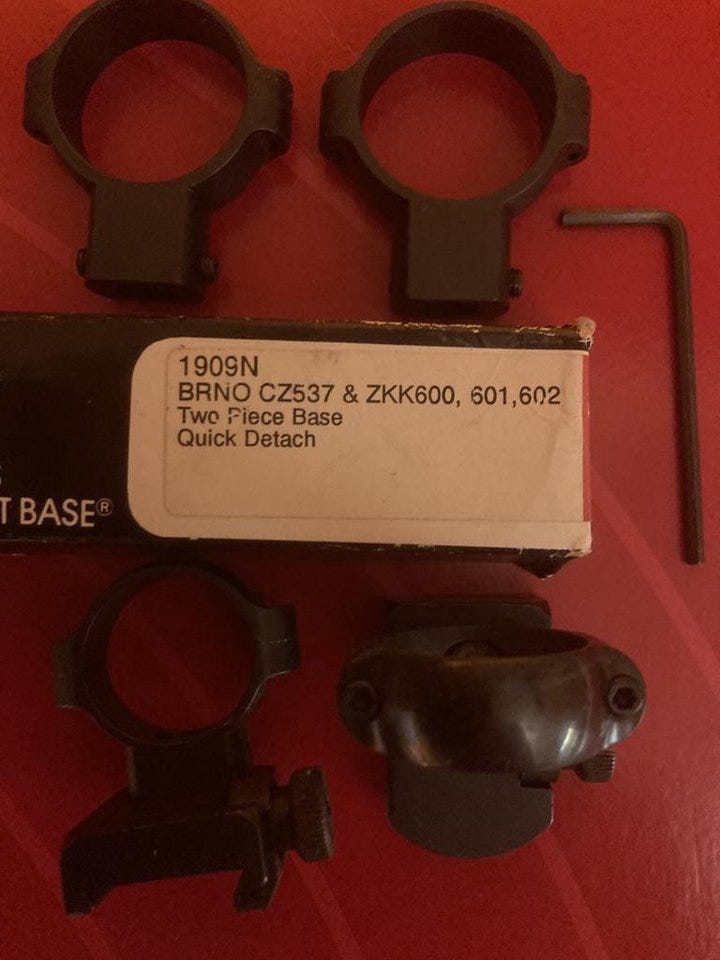 1909N
BRNO CZ537 & ZKK600, 601,602
Two Piece Base
Quick Detach
T BASE®